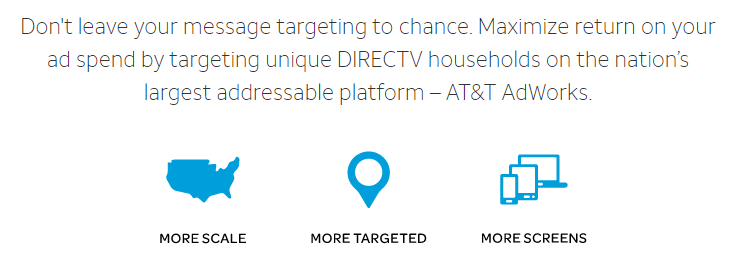 Don't leave your message targeting to chance. Maximize return on your
ad spend by targeting unique DIRECTV households on the nation’s
largest addressable platform – AT&T AdWorks.
MORE SCALE
MORE TARGETED
MORE SCREENS